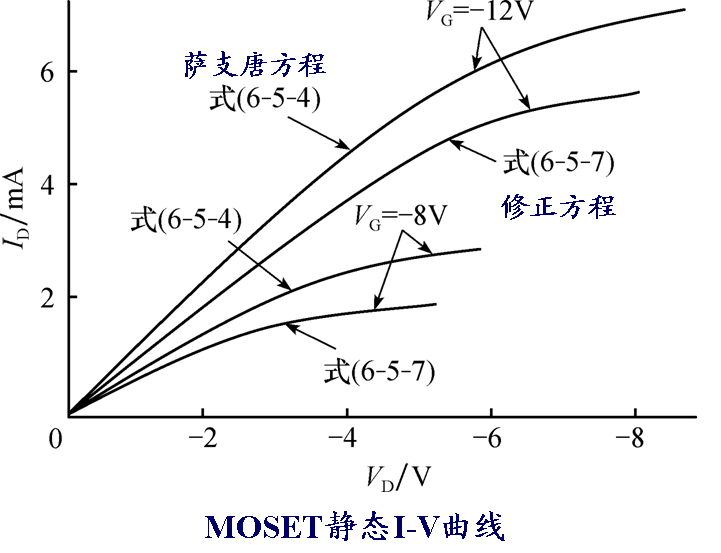 V_G=−12V
6
萨支唐方程
式(6-5-4)
式(6-5-7)
4
修正方程
式(6-5-4)
V_G=−8V
I_D/mA
2
式(6-5-7)
0
−2
−4
−6
−8
V_D/V
MOSET静态I-V曲线